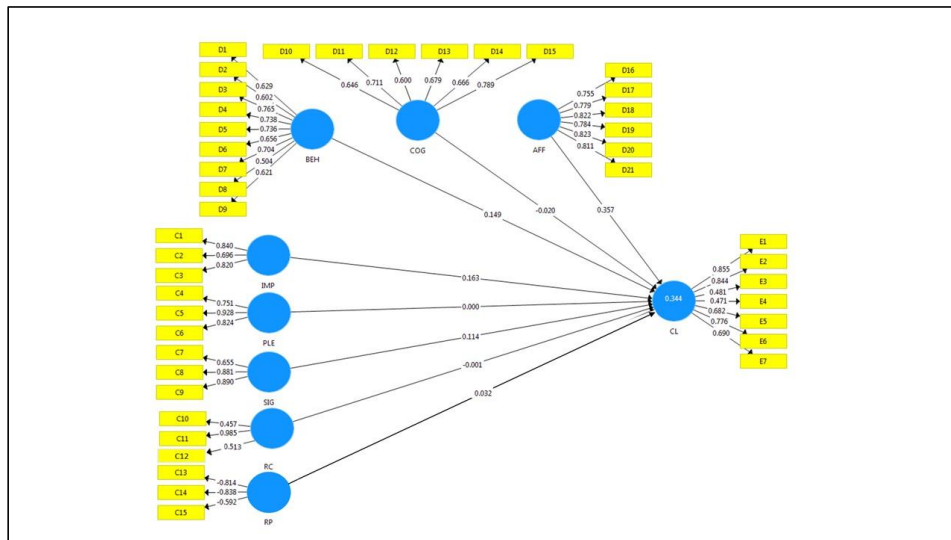 D1
D2
D3
D4
D5
D6
D7
D8
D9
0.629
0.602
0.765
0.738
0.736
0.656
0.704
0.504
0.621
BEH
D10
D11
D12
D13
D14
D15
0.646
0.711
0.600
0.679
0.666
0.789
COG
D16
D17
D18
D19
D20
D21
0.755
0.779
0.822
0.784
0.823
0.811
AFF
0.149
-0.020
0.357
C1
C2
C3
0.840
0.696
0.820
IMP
0.163
C4
C5
C6
0.751
0.928
0.824
PLE
0.000
C7
C8
C9
0.655
0.881
0.890
SIG
0.114
C10
C11
C12
0.457
0.985
0.513
RC
-0.001
C13
C14
C15
-0.814
-0.838
-0.592
RP
0.032
0.344
CL
E1
E2
E3
E4
E5
E6
E7
0.855
0.844
0.481
0.471
0.682
0.776
0.690